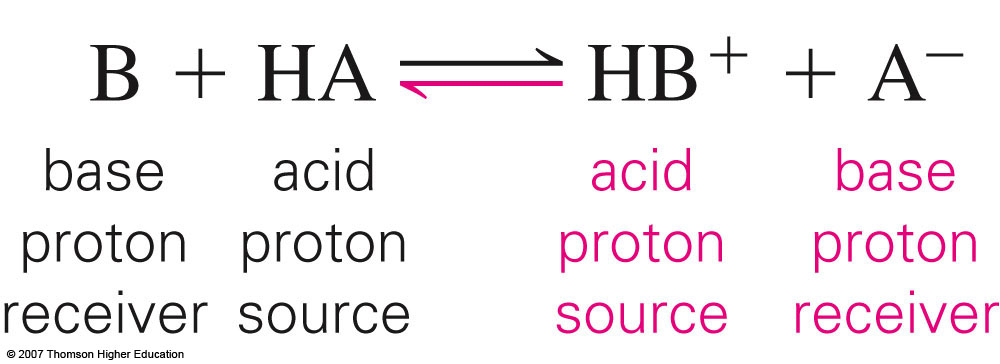 B + HA ⇌ HB⁺ + A⁻
base acid acid base
proton proton proton proton
receiver source source receiver
© 2007 Thomson Higher Education